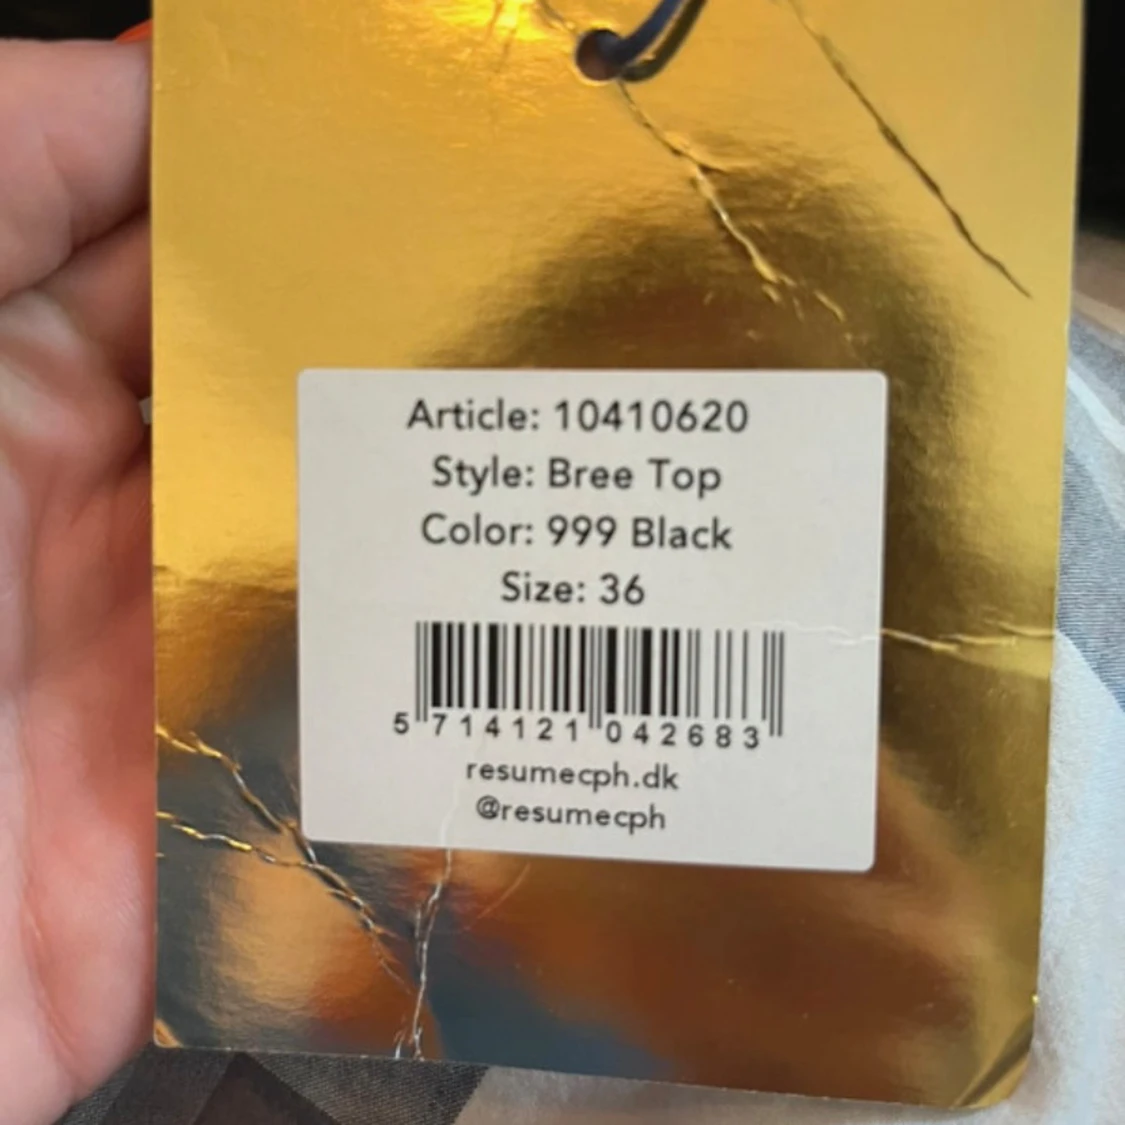 Article: 10410620
Style: Bree Top
Color: 999 Black
Size: 36
5 714121 042683
resumecph.dk
@resumecph